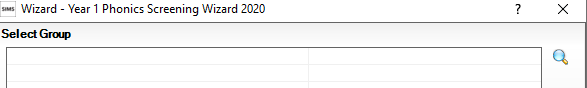 SIMS Wizard - Year 1 Phonics Screening Wizard 2020 ?
Select Group